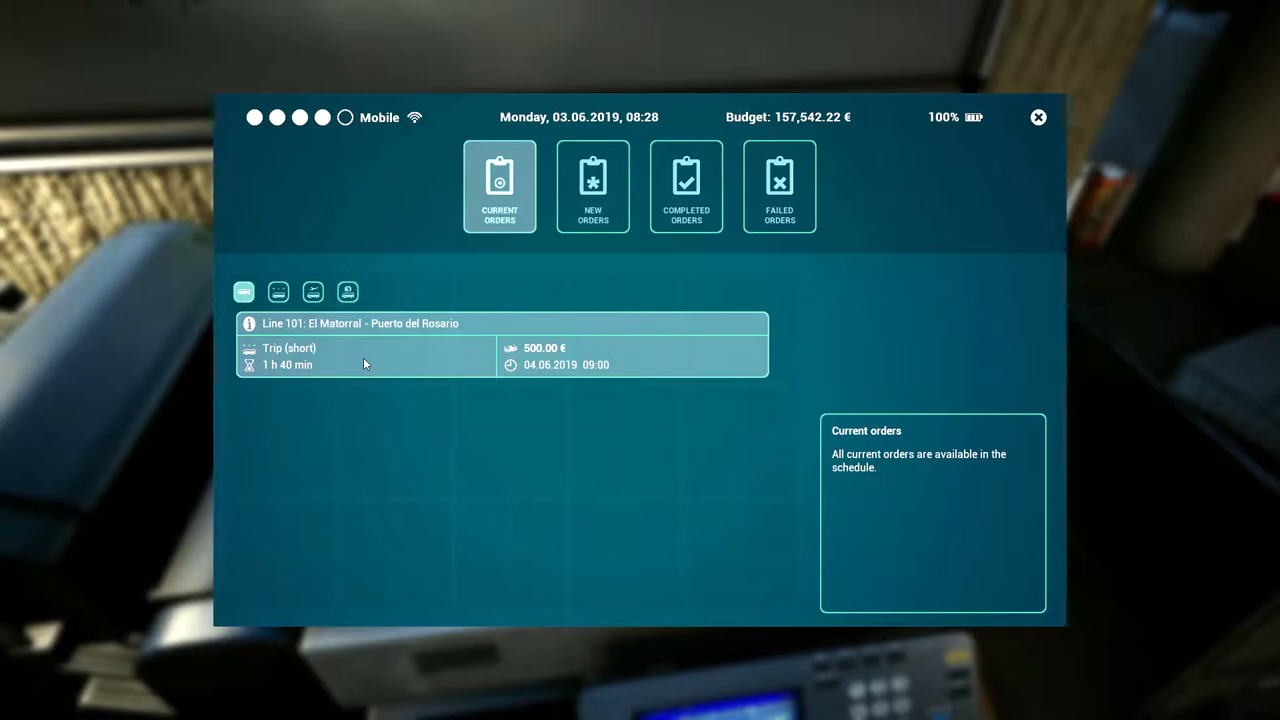 Mobile
Monday, 03.06.2019, 08:28
Budget: 157,542.22 €
100%
CURRENT
ORDERS
NEW
ORDERS
COMPLETED
ORDERS
FAILED
ORDERS
Line 101: El Matorral - Puerto del Rosario
Trip (short)
500.00 €
1 h 40 min
04.06.2019 09:00
Current orders
All current orders are available in the
schedule.